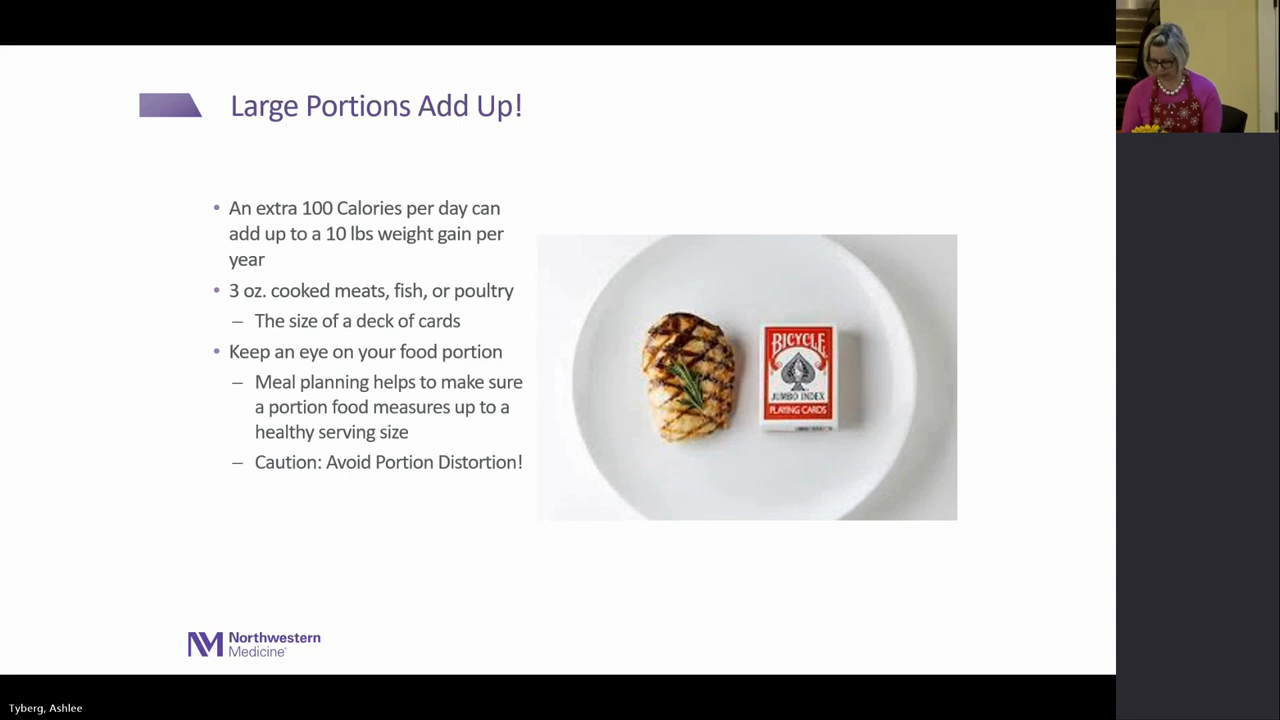 Large Portions Add Up!
• An extra 100 Calories per day can
add up to a 10 lbs weight gain per
year
• 3 oz. cooked meats, fish, or poultry
– The size of a deck of cards
• Keep an eye on your food portion
– Meal planning helps to make sure
a portion food measures up to a
healthy serving size
– Caution: Avoid Portion Distortion!
BICYCLE
JUMBO INDEX
PLAYING CARDS
Northwestern
Medicine
Tyberg, Ashlee